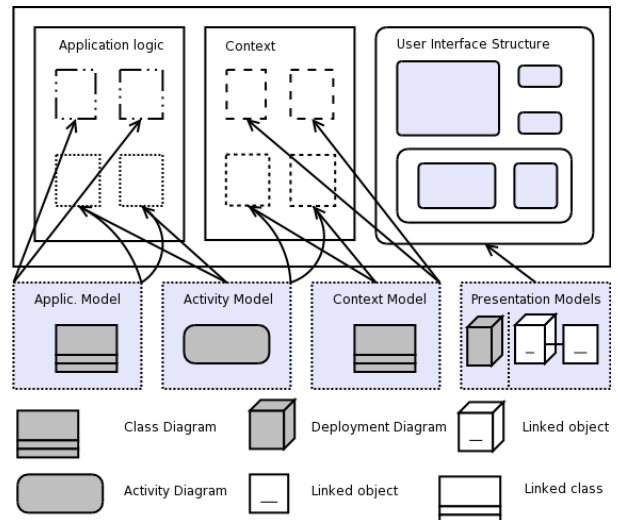 Application logic
Context
User Interface Structure
Applic. Model
Activity Model
Context Model
Presentation Models
Class Diagram
Deployment Diagram
Linked object
Activity Diagram
Linked object
Linked class